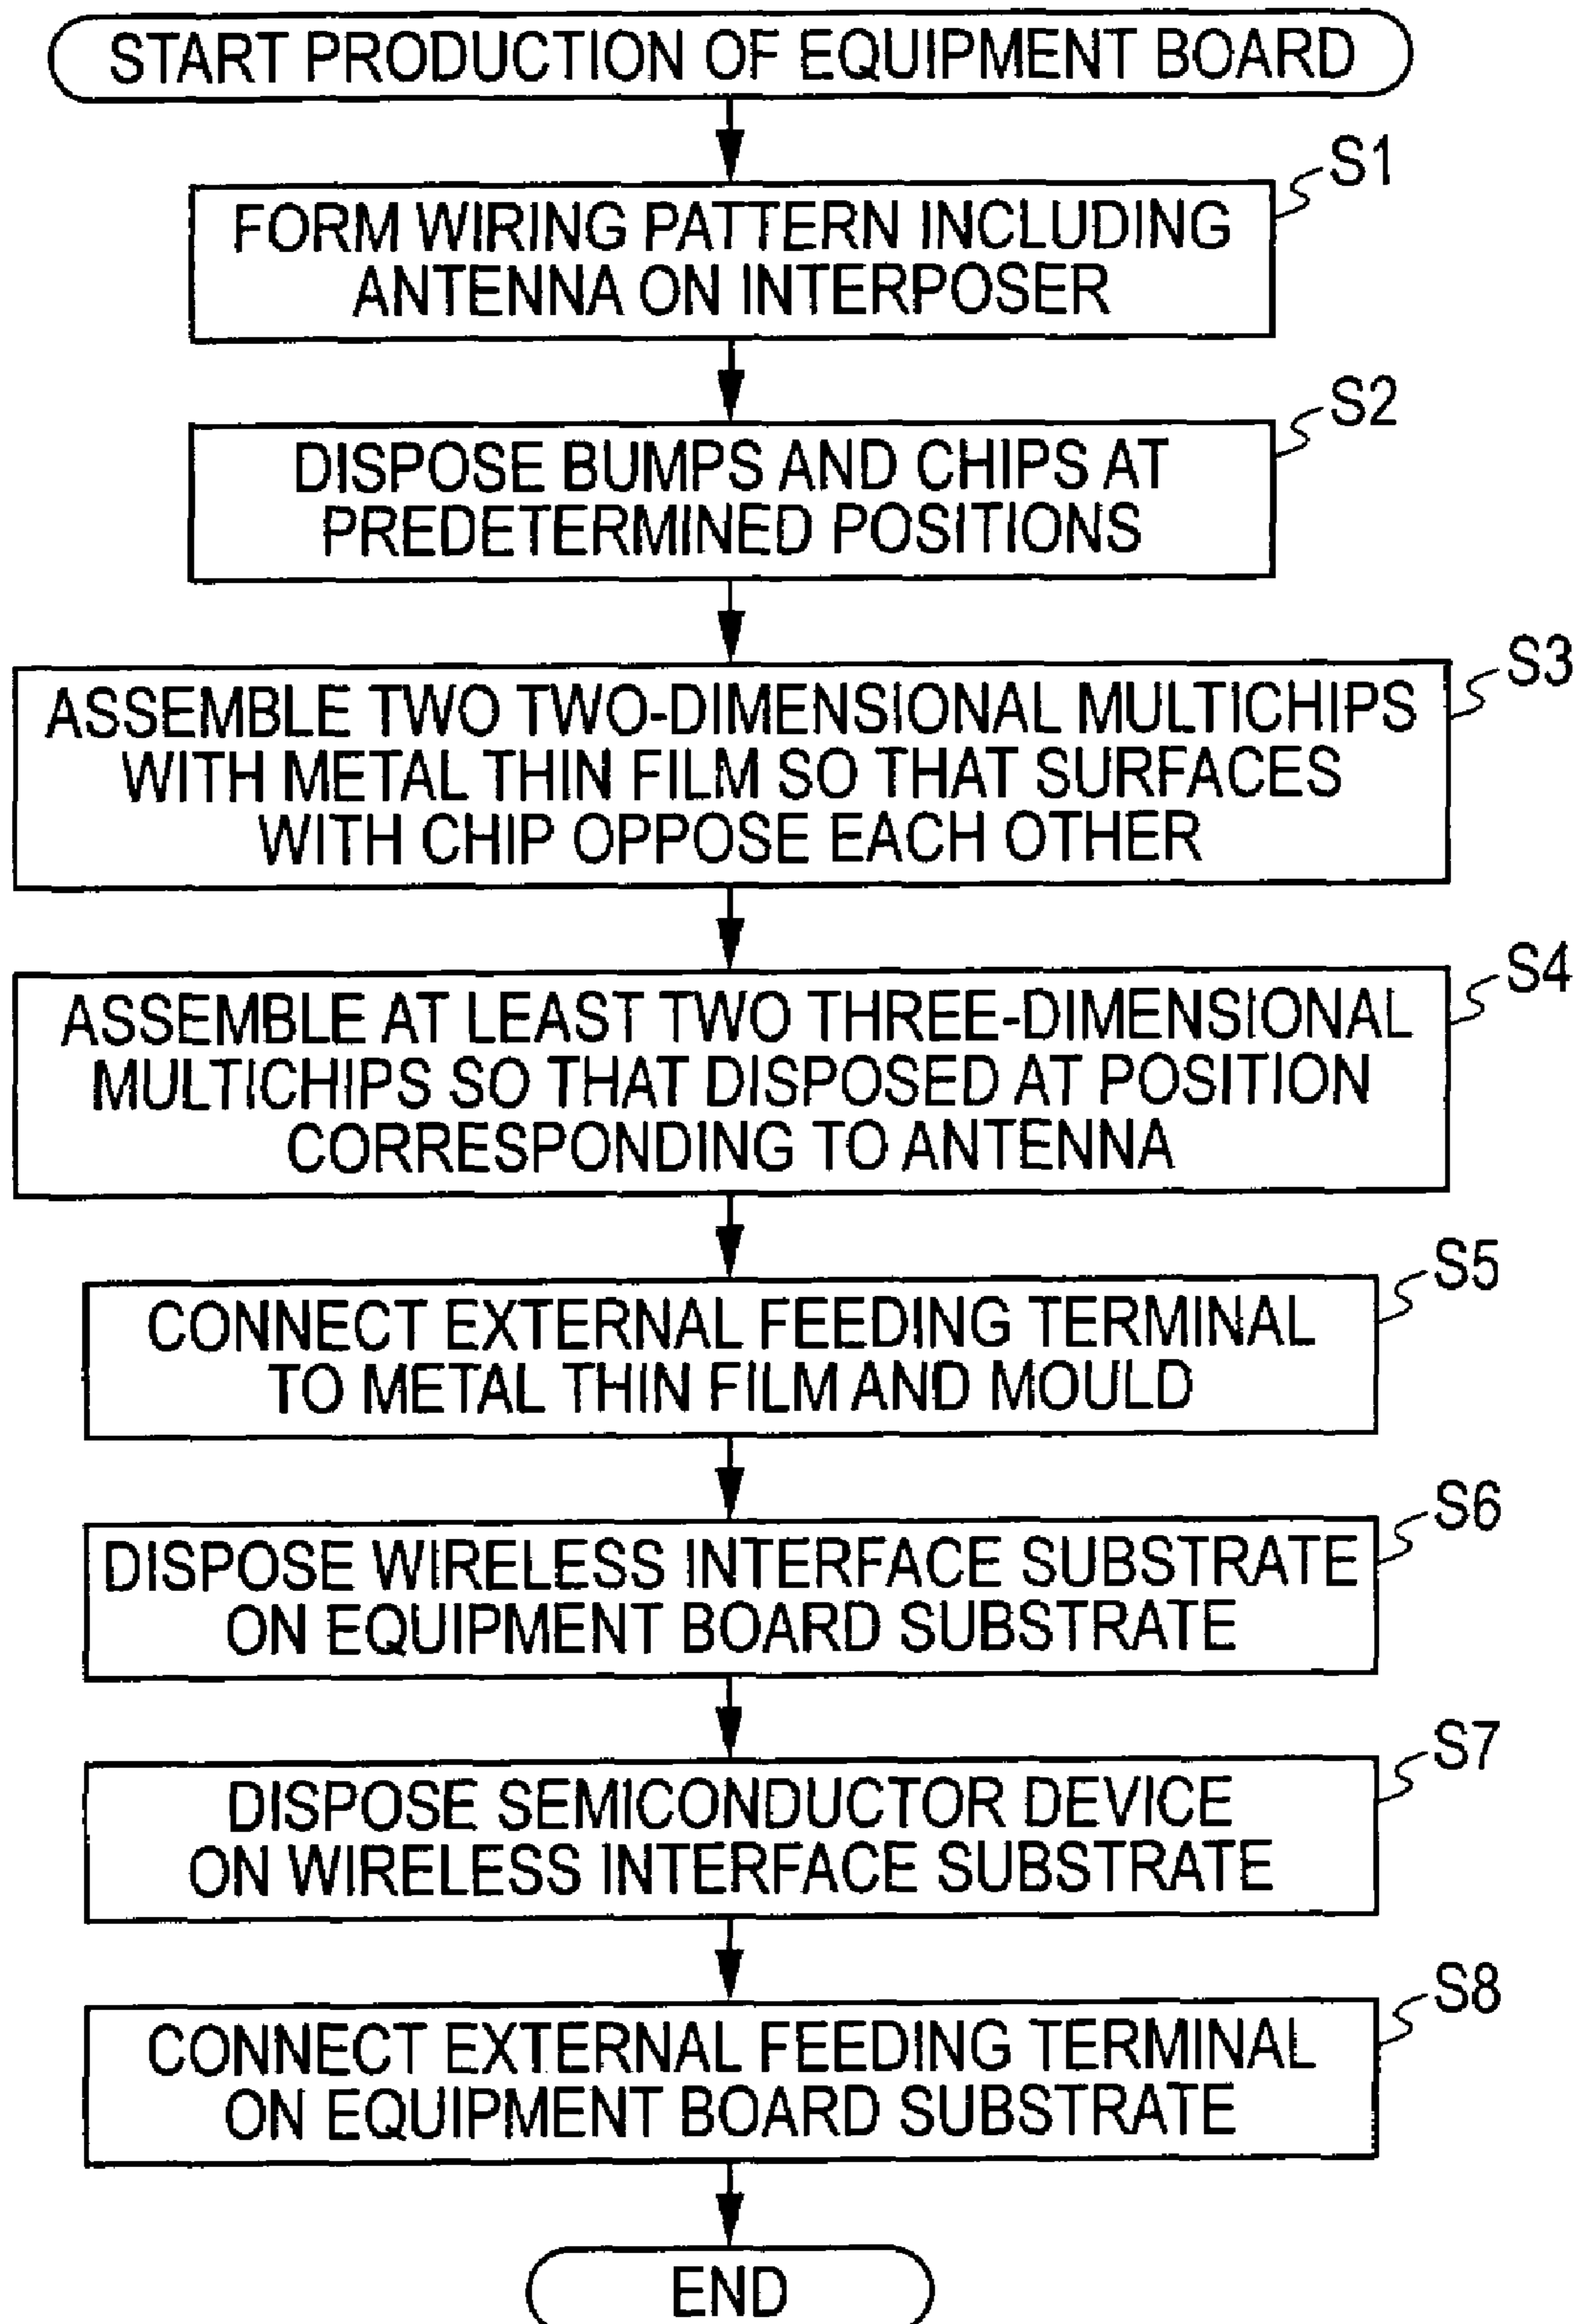 START PRODUCTION OF EQUIPMENT BOARD
S1
FORM WIRING PATTERN INCLUDING
ANTENNA ON INTERPOSER
S2
DISPOSE BUMPS AND CHIPS AT
PREDETERMINED POSITIONS
S3
ASSEMBLE TWO TWO-DIMENSIONAL MULTICHIPS
WITH METAL THIN FILM SO THAT SURFACES
WITH CHIP OPPOSE EACH OTHER
S4
ASSEMBLE AT LEAST TWO THREE-DIMENSIONAL
MULTICHIPS SO THAT DISPOSED AT POSITION
CORRESPONDING TO ANTENNA
S5
CONNECT EXTERNAL FEEDING TERMINAL
TO METAL THIN FILM AND MOULD
S6
DISPOSE WIRELESS INTERFACE SUBSTRATE
ON EQUIPMENT BOARD SUBSTRATE
S7
DISPOSE SEMICONDUCTOR DEVICE
ON WIRELESS INTERFACE SUBSTRATE
S8
CONNECT EXTERNAL FEEDING TERMINAL
ON EQUIPMENT BOARD SUBSTRATE
END